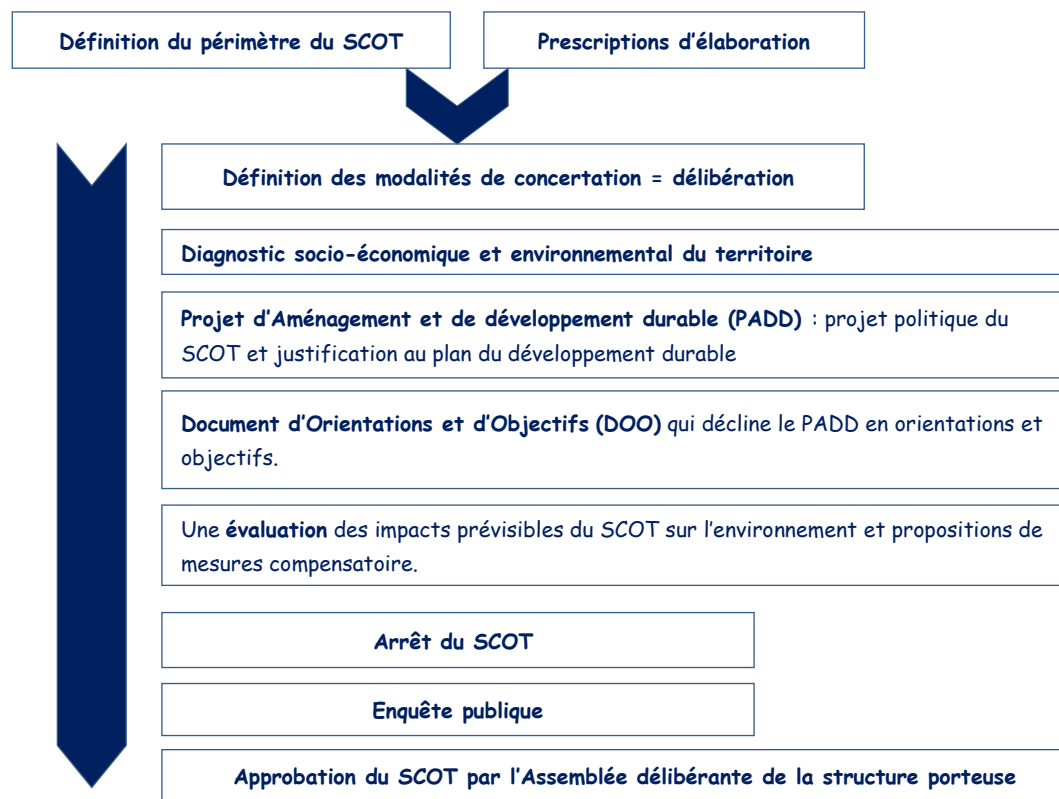 Définition du périmètre du SCOT
Prescriptions d'élaboration
Définition des modalités de concertation = délibération
Diagnostic socio-économique et environnemental du territoire
Projet d'Aménagement et de développement durable (PADD) : projet politique du
SCOT et justification au plan du développement durable
Document d'Orientations et d'Objectifs (DOO) qui décline le PADD en orientations et
objectifs.
Une évaluation des impacts prévisibles du SCOT sur l'environnement et propositions de
mesures compensatoire.
Arrêt du SCOT
Enquête publique
Approbation du SCOT par l'Assemblée délibérante de la structure porteuse